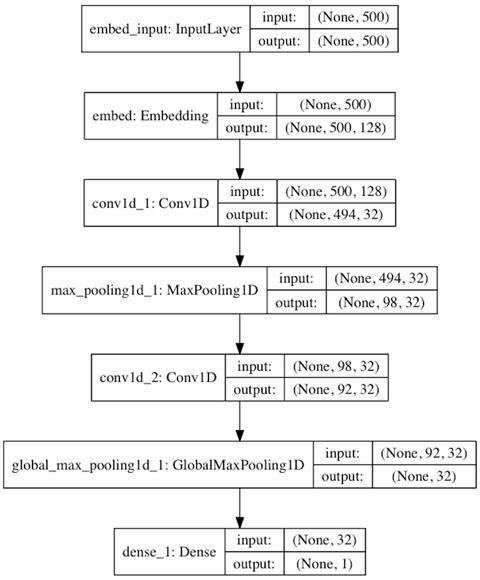 embed_input: InputLayer
input: (None, 500)
output: (None, 500)
embed: Embedding
input: (None, 500)
output: (None, 500, 128)
conv1d_1: Conv1D
input: (None, 500, 128)
output: (None, 494, 32)
max_pooling1d_1: MaxPooling1D
input: (None, 494, 32)
output: (None, 98, 32)
conv1d_2: Conv1D
input: (None, 98, 32)
output: (None, 92, 32)
global_max_pooling1d_1: GlobalMaxPooling1D
input: (None, 92, 32)
output: (None, 32)
dense_1: Dense
input: (None, 32)
output: (None, 1)